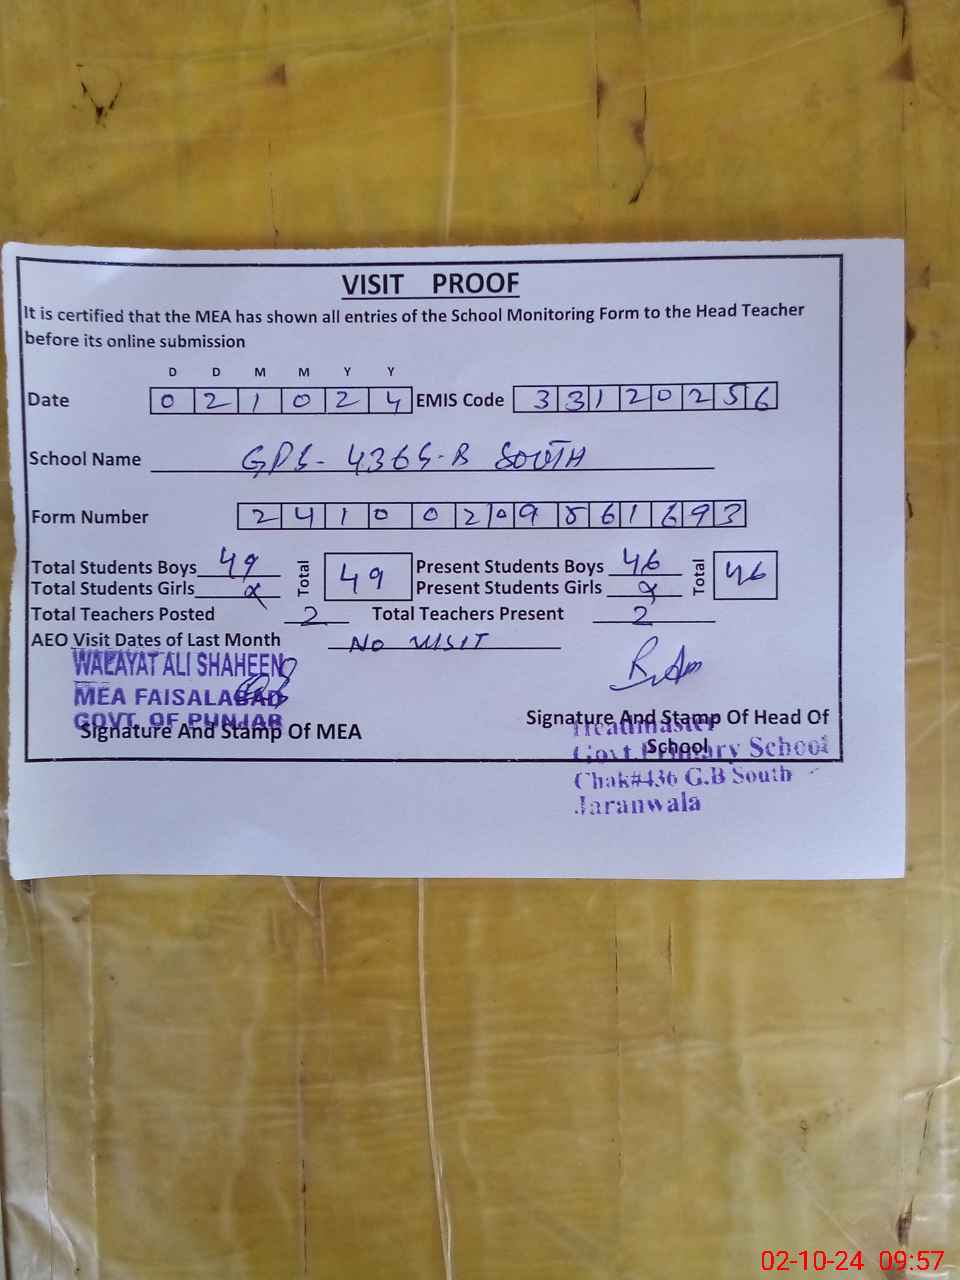 VISIT PROOF
It is certified that the MEA has shown all entries of the School Monitoring Form to the Head Teacher
before its online submission
D D M M Y Y
Date 0 2 1 0 2 4 EMIS Code 3 3 1 2 0 2 5 6
School Name GPS - 436 G-B SOUTH
Form Number 2 4 1 0 0 2 0 9 8 6 1 6 9 3
Total Students Boys 49 Total 49 Present Students Boys 46 Total 46
Total Students Girls x Present Students Girls x
Total Teachers Posted 2 Total Teachers Present 2
AEO Visit Dates of Last Month NO VISIT
WALAYAT ALI SHAHEEN
MEA FAISALABAD
GOVT. OF PUNJAB
Signature And Stamp Of MEA
Signature And Stamp Of Head Of
School
Headmaster
Govt. Primary School
Chak#436 G.B South
Jaranwala
02-10-24 09:57